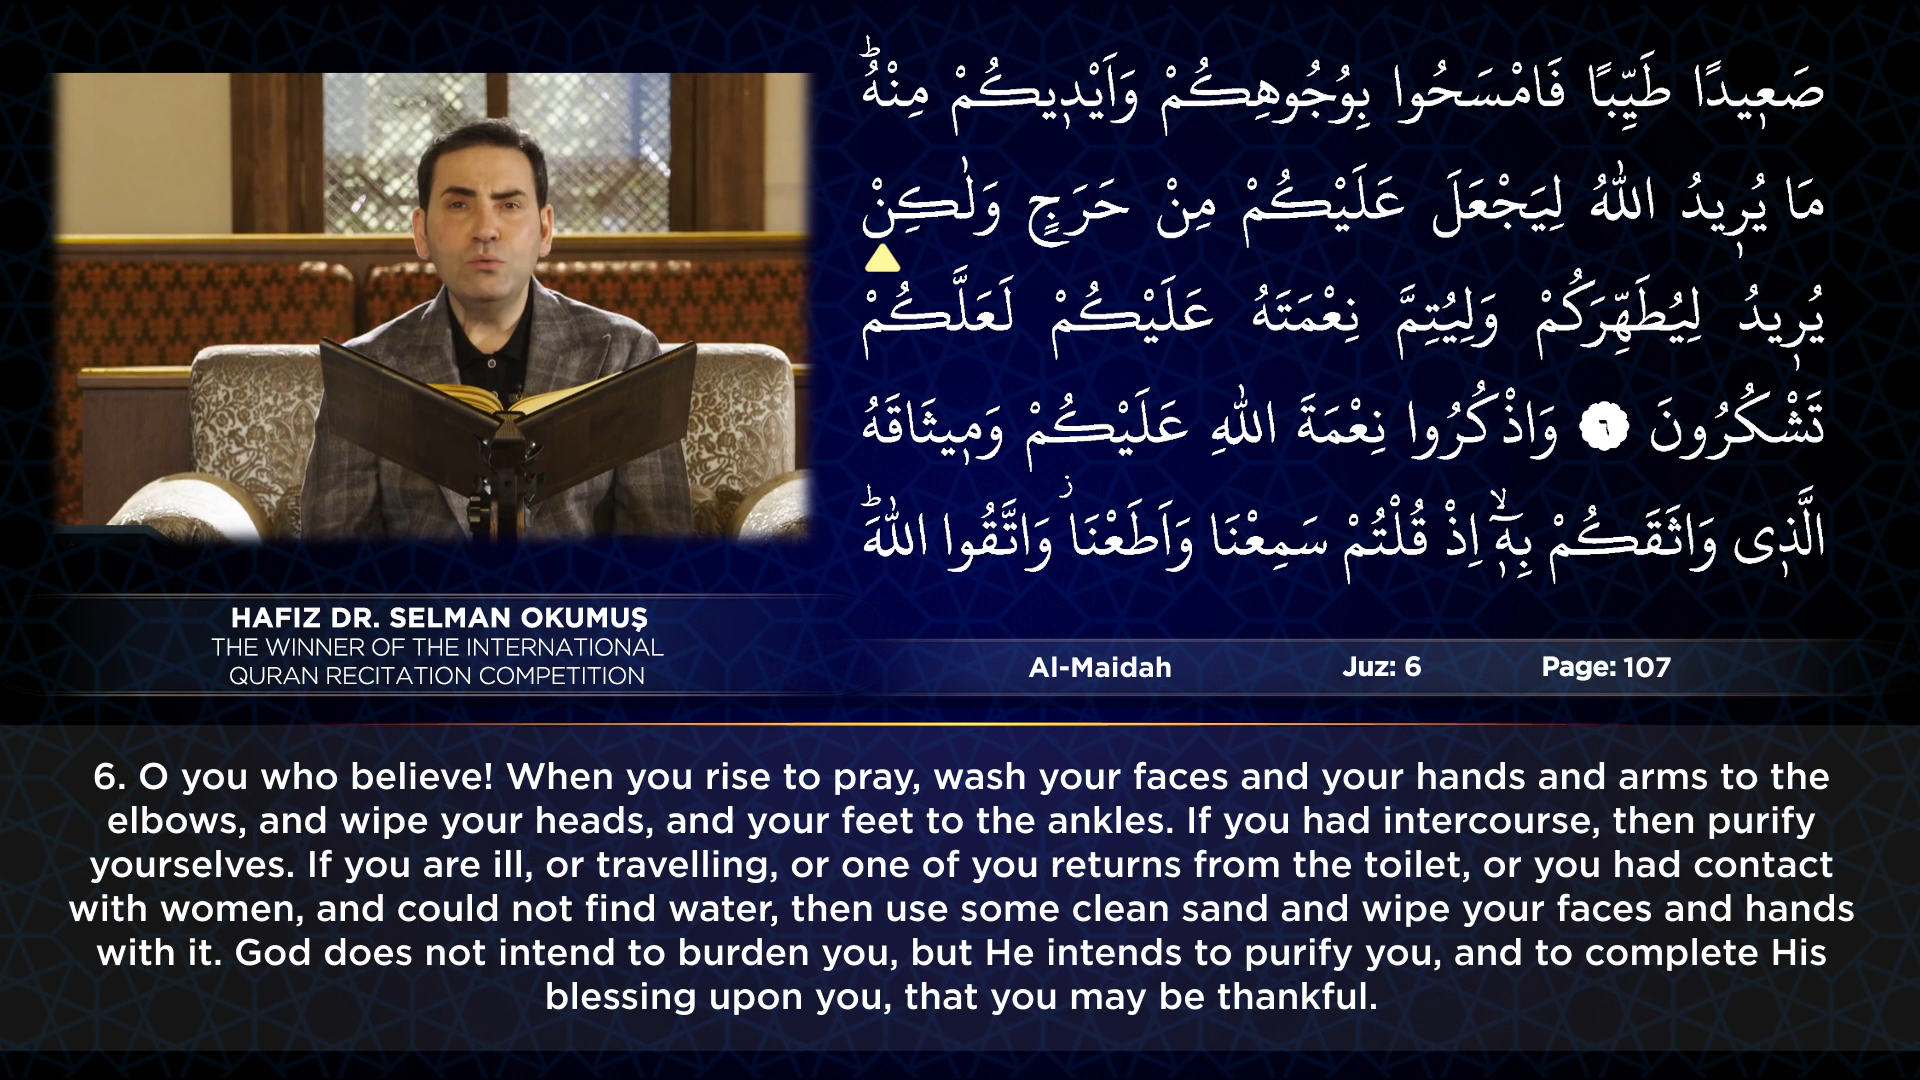 صَعٖيدًا طَيِّبًا فَامْسَحُوا بِوُجُوهِكُمْ وَاَيْدٖيكُمْ مِنْهُؕ
مَا يُرٖيدُ اللّٰهُ لِيَجْعَلَ عَلَيْكُمْ مِنْ حَرَجٍ وَلٰكِنْ
يُرٖيدُ لِيُطَهِّرَكُمْ وَلِيُتِمَّ نِعْمَتَهُ عَلَيْكُمْ لَعَلَّكُمْ
تَشْكُرُونَ ٦ وَاذْكُرُوا نِعْمَةَ اللّٰهِ عَلَيْكُمْ وَمٖيثَاقَهُ
الَّذٖى وَاثَقَكُمْ بِهٖٓۙ اِذْ قُلْتُمْ سَمِعْنَا وَاَطَعْنَاؗ وَاتَّقُوا اللّٰهَؕ
HAFIZ DR. SELMAN OKUMUŞ
THE WINNER OF THE INTERNATIONAL
QURAN RECITATION COMPETITION
Al-Maidah Juz: 6 Page: 107
6. O you who believe! When you rise to pray, wash your faces and your hands and arms to the
elbows, and wipe your heads, and your feet to the ankles. If you had intercourse, then purify
yourselves. If you are ill, or travelling, or one of you returns from the toilet, or you had contact
with women, and could not find water, then use some clean sand and wipe your faces and hands
with it. God does not intend to burden you, but He intends to purify you, and to complete His
blessing upon you, that you may be thankful.